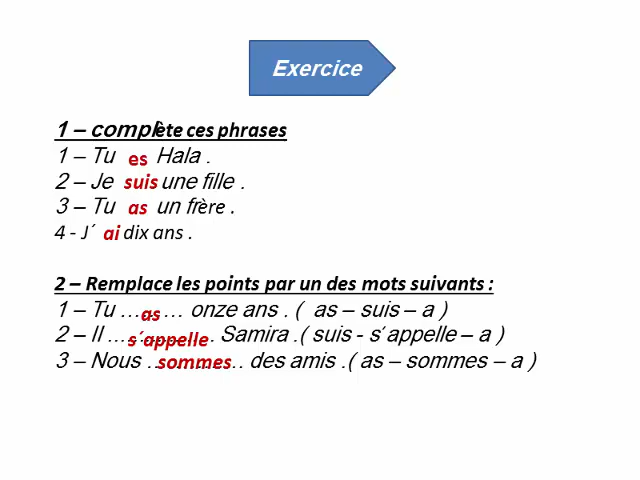 Exercice
1 – complète ces phrases
1 – Tu es Hala .
2 – Je suis une fille .
3 – Tu as un frère .
4 - J´ ai dix ans .
2 – Remplace les points par un des mots suivants :
1 – Tu …as… onze ans . ( as – suis – a )
2 – Il …s´appelle. Samira .( suis - s´appelle – a )
3 – Nous …sommes.. des amis .( as – sommes – a )